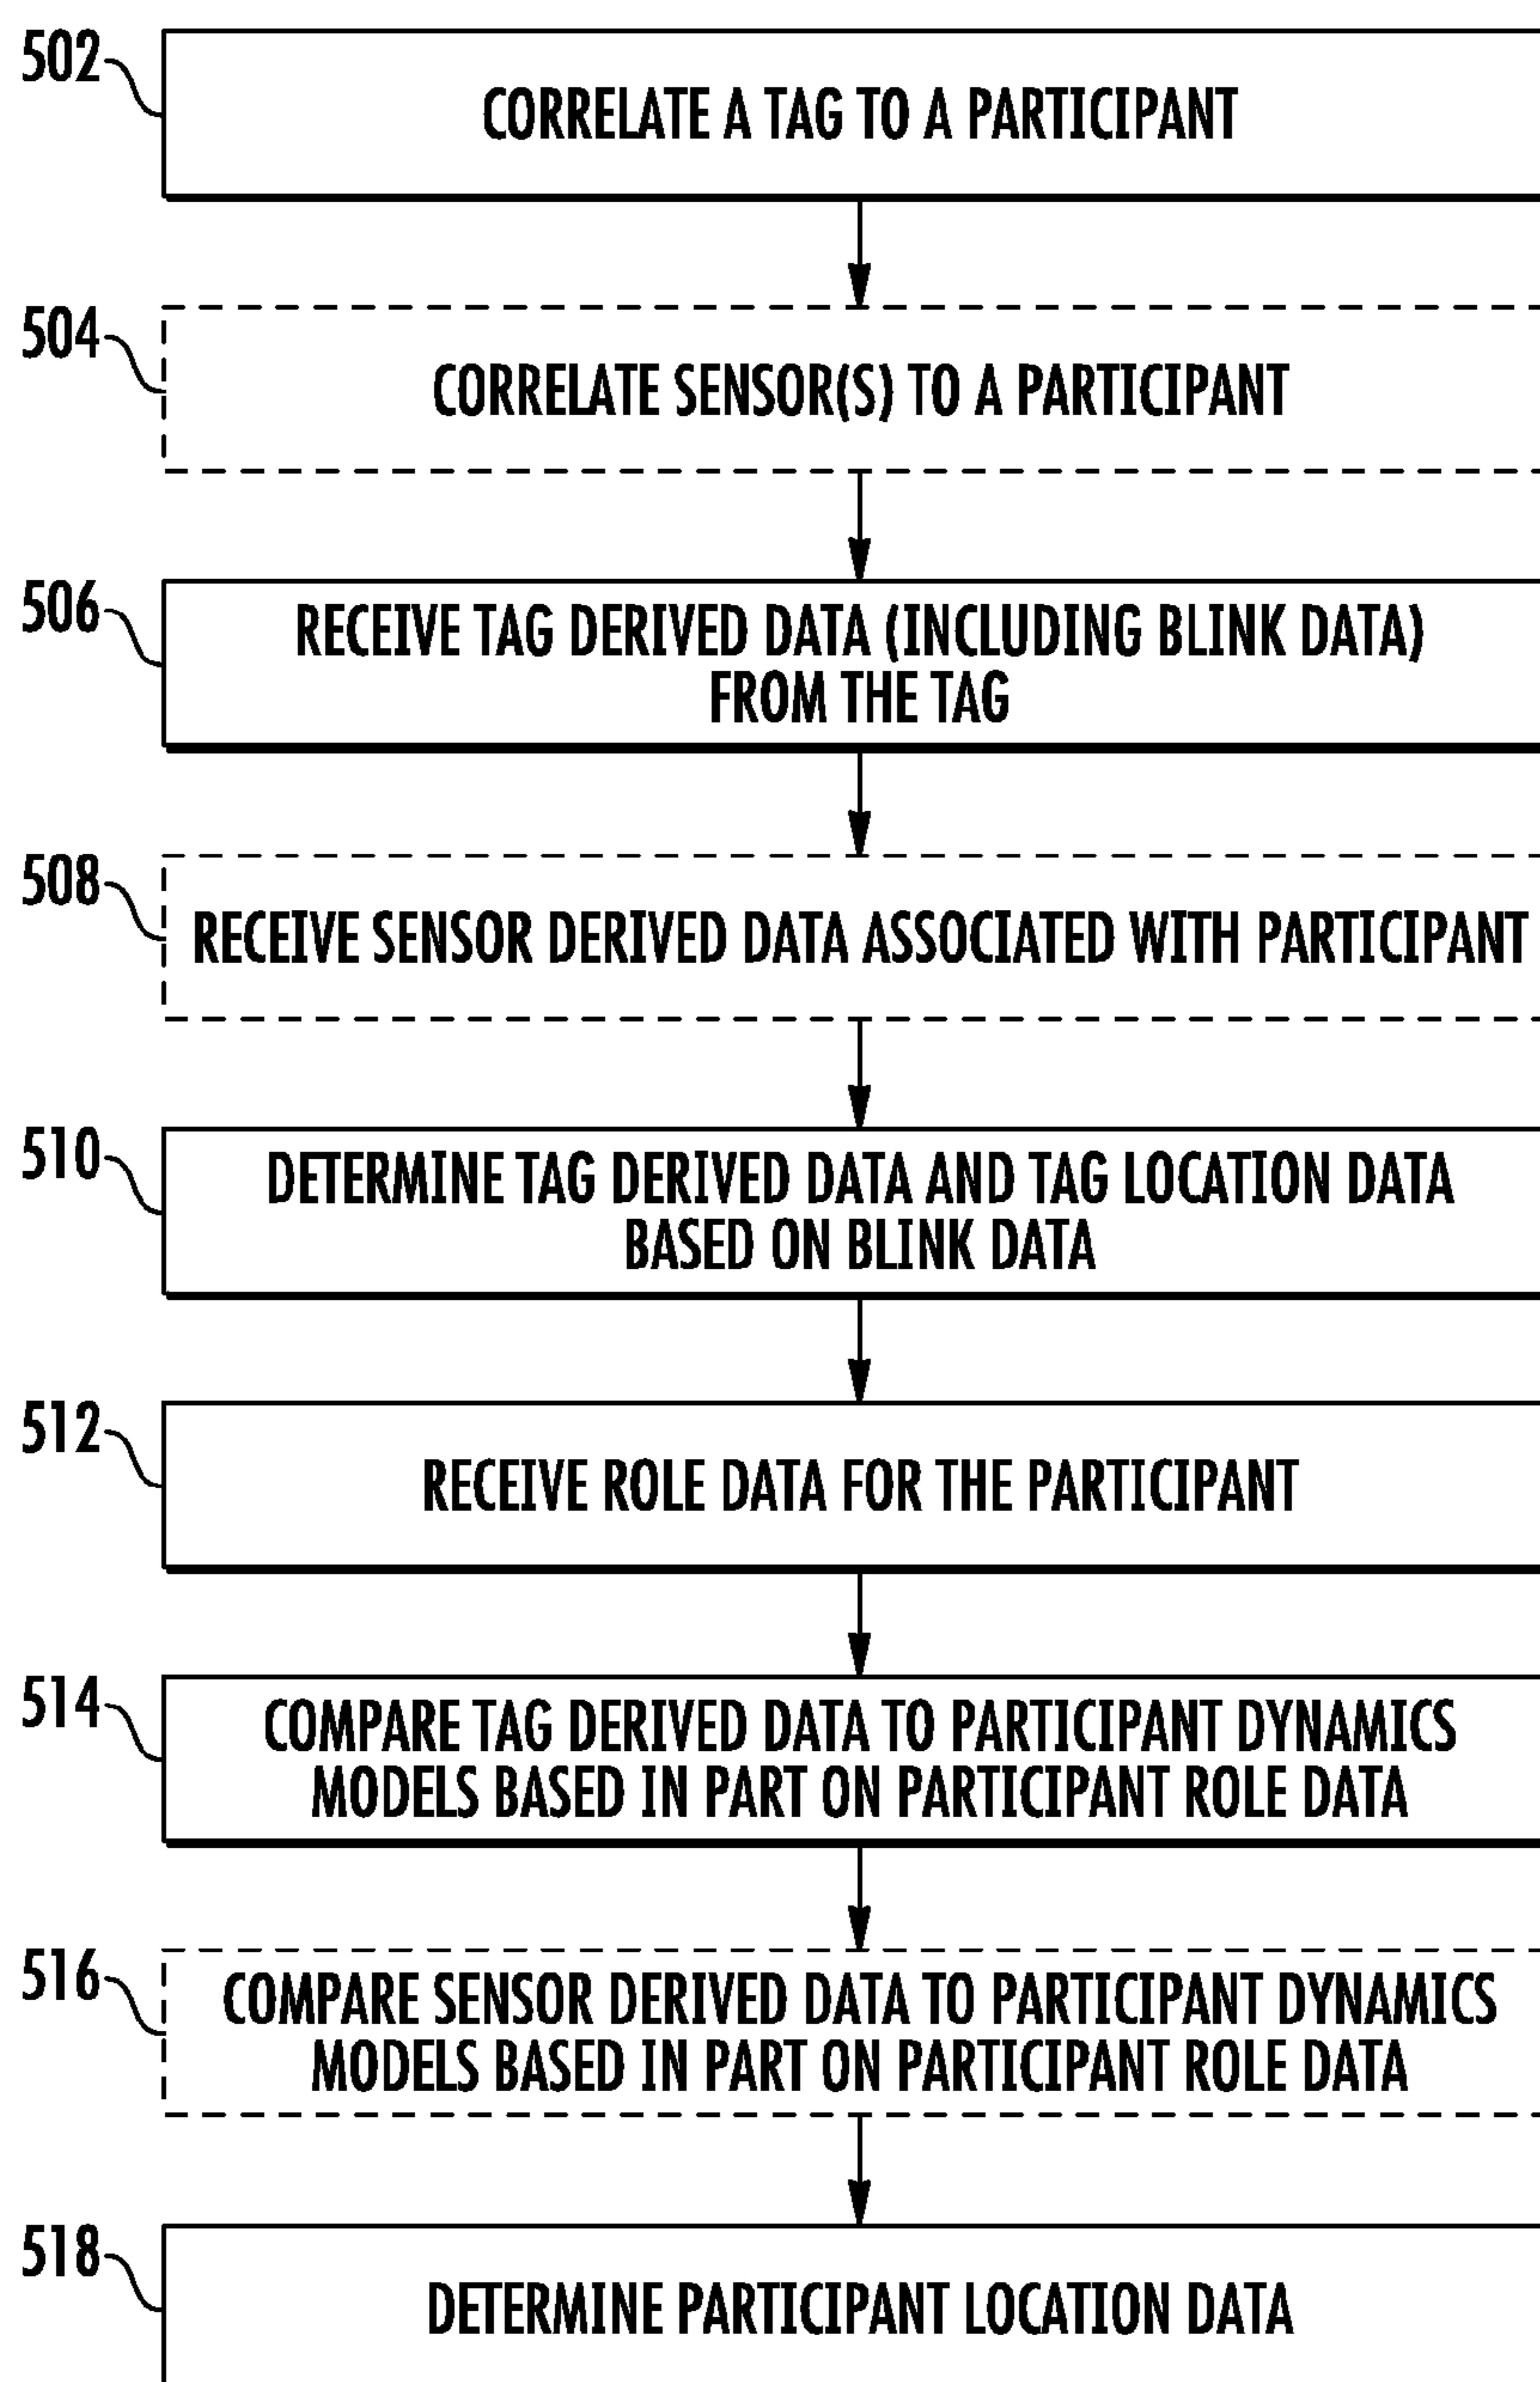 502
CORRELATE A TAG TO A PARTICIPANT
504
CORRELATE SENSOR(S) TO A PARTICIPANT
506
RECEIVE TAG DERIVED DATA (INCLUDING BLINK DATA)
FROM THE TAG
508
RECEIVE SENSOR DERIVED DATA ASSOCIATED WITH PARTICIPANT
510
DETERMINE TAG DERIVED DATA AND TAG LOCATION DATA
BASED ON BLINK DATA
512
RECEIVE ROLE DATA FOR THE PARTICIPANT
514
COMPARE TAG DERIVED DATA TO PARTICIPANT DYNAMICS
MODELS BASED IN PART ON PARTICIPANT ROLE DATA
516
COMPARE SENSOR DERIVED DATA TO PARTICIPANT DYNAMICS
MODELS BASED IN PART ON PARTICIPANT ROLE DATA
518
DETERMINE PARTICIPANT LOCATION DATA